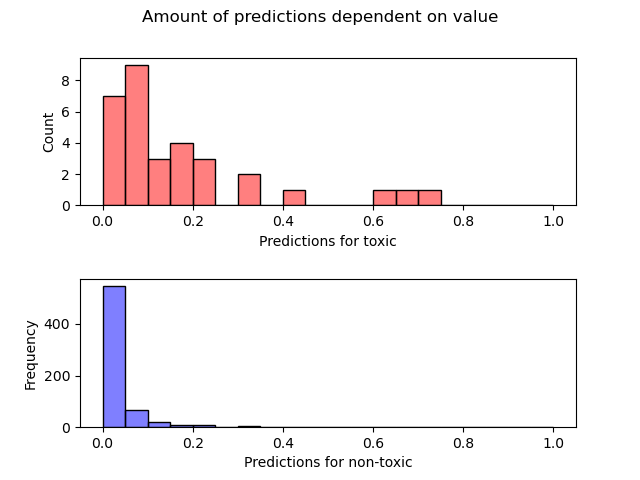 Amount of predictions dependent on value
8
6
4
2
0
Count
0.0 0.2 0.4 0.6 0.8 1.0
Predictions for toxic
400
200
0
Frequency
0.0 0.2 0.4 0.6 0.8 1.0
Predictions for non-toxic